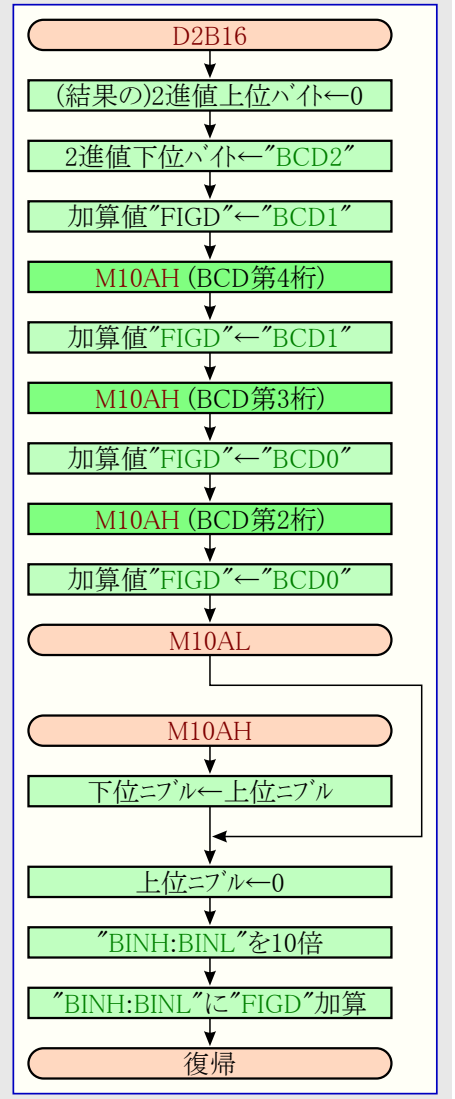 D2B16
(結果の)2進値上位ﾊﾞｲﾄ←0
2進値下位ﾊﾞｲﾄ←"BCD2"
加算値"FIGD"←"BCD1"
M10AH (BCD第4桁)
加算値"FIGD"←"BCD1"
M10AH (BCD第3桁)
加算値"FIGD"←"BCD0"
M10AH (BCD第2桁)
加算値"FIGD"←"BCD0"
M10AL
M10AH
下位ﾆﾌﾞﾙ←上位ﾆﾌﾞﾙ
上位ﾆﾌﾞﾙ←0
"BINH:BINL"を10倍
"BINH:BINL"に"FIGD"加算
復帰